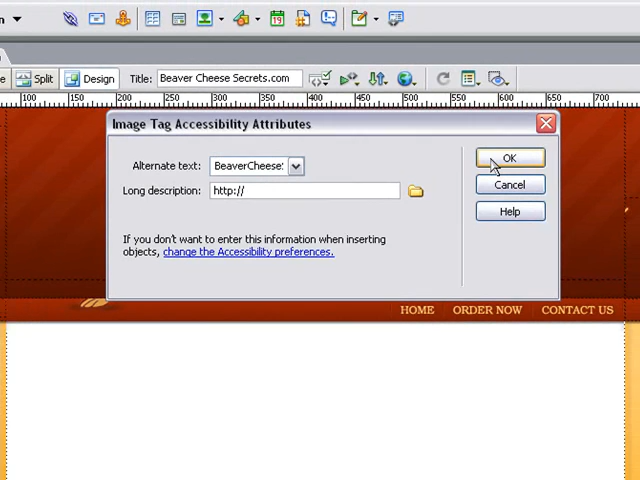 Split
Design
Title:
Beaver Cheese Secrets.com
100
150
200
250
300
350
400
450
500
550
600
650
700
Image Tag Accessibility Attributes
Alternate text:
BeaverCheese:
OK
Long description:
http://
Cancel
Help
If you don't want to enter this information when inserting
objects, change the Accessibility preferences.
HOME ORDER NOW CONTACT US